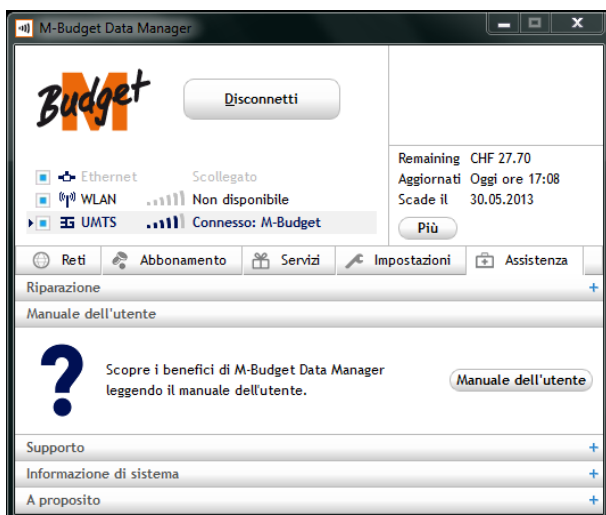 M-Budget Data Manager
M Budget
Disconnetti
Ethernet Scollegato
WLAN Non disponibile
3G UMTS Connesso: M-Budget
Remaining CHF 27.70
Aggiornati Oggi ore 17:08
Scade il 30.05.2013
Più
Reti Abbonamento Servizi Impostazioni Assistenza
Riparazione +
Manuale dell'utente
?
Scopre i benefici di M-Budget Data Manager
leggendo il manuale dell'utente.
Manuale dell'utente
Supporto +
Informazione di sistema +
A proposito +